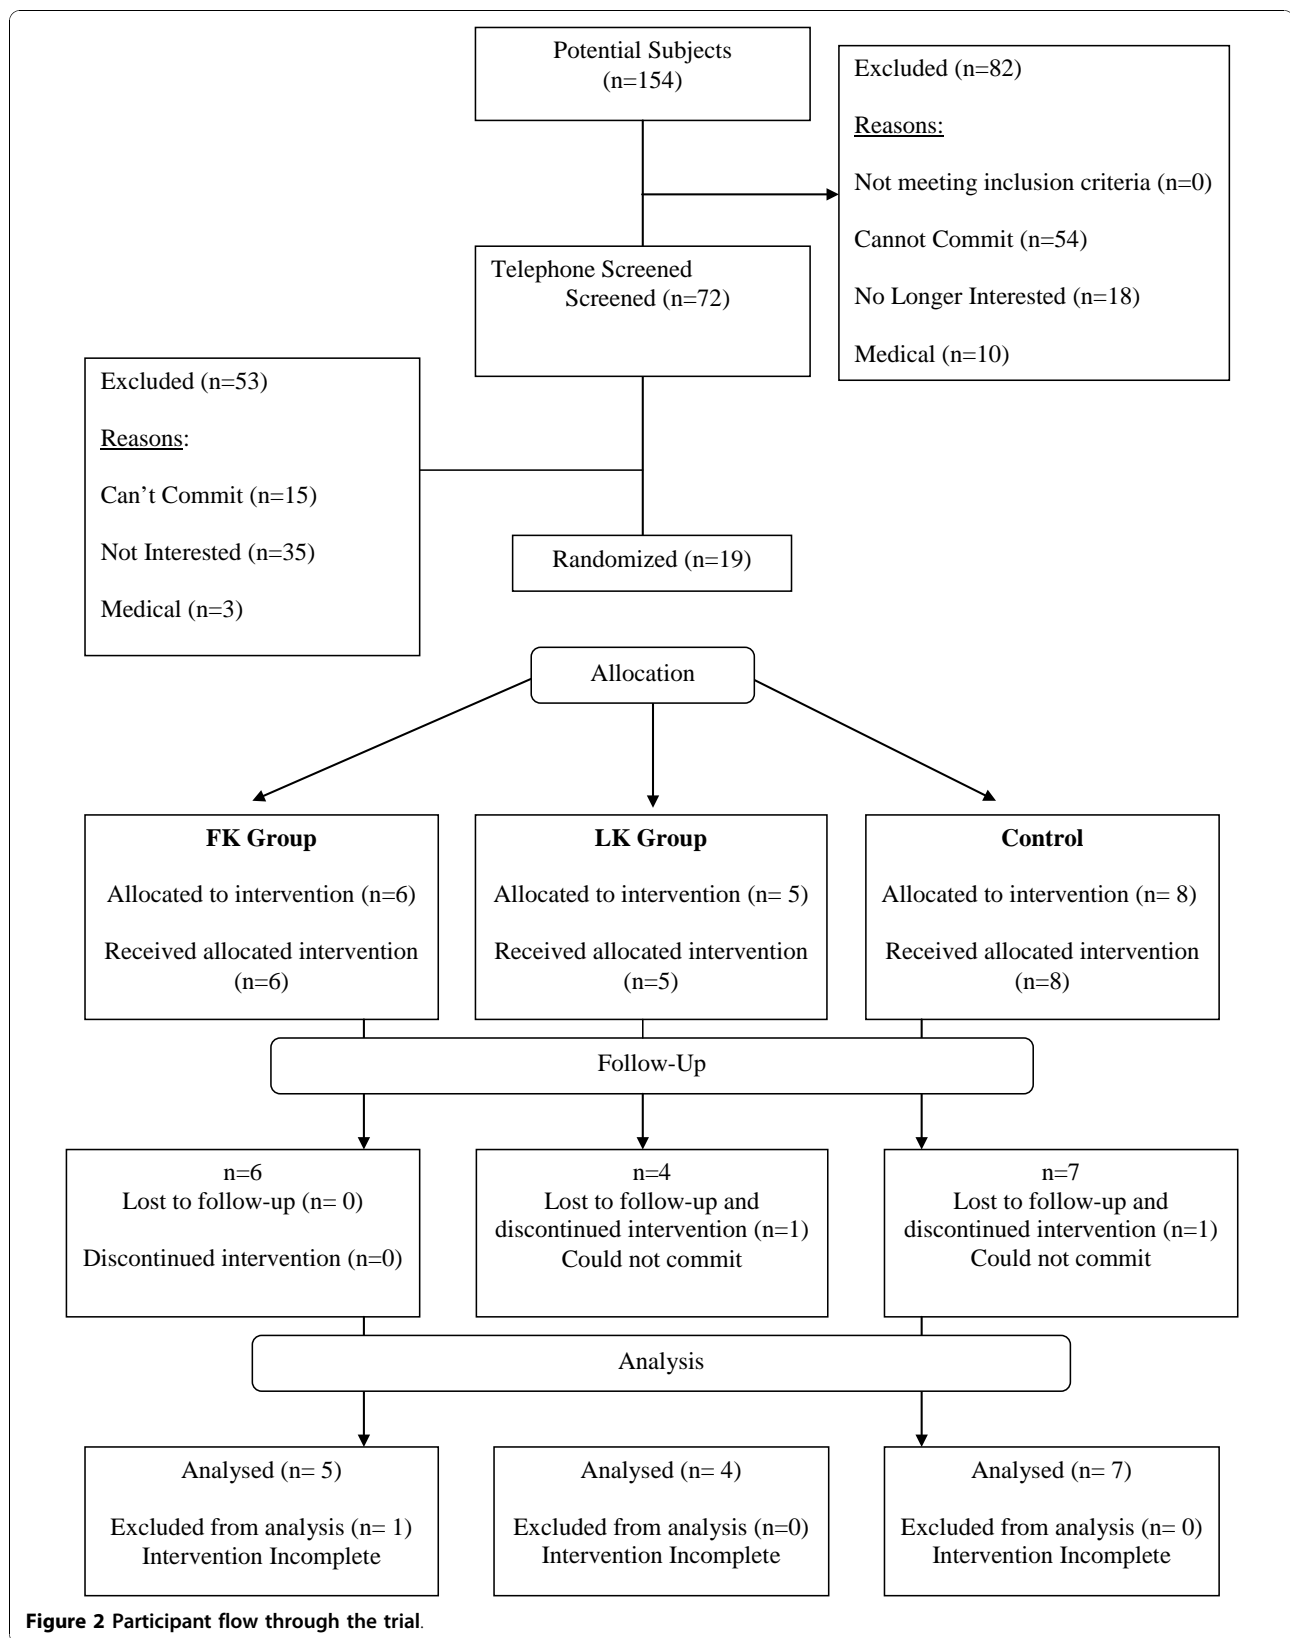 Potential Subjects
(n=154)
Excluded (n=82)
Reasons:
Not meeting inclusion criteria (n=0)
Cannot Commit (n=54)
No Longer Interested (n=18)
Medical (n=10)
Telephone Screened
Screened (n=72)
Excluded (n=53)
Reasons:
Can't Commit (n=15)
Not Interested (n=35)
Medical (n=3)
Randomized (n=19)
Allocation
FK Group
Allocated to intervention (n=6)
Received allocated intervention
(n=6)
LK Group
Allocated to intervention (n= 5)
Received allocated intervention
(n=5)
Control
Allocated to intervention (n= 8)
Received allocated intervention
(n=8)
Follow-Up
n=6
Lost to follow-up (n= 0)
Discontinued intervention (n=0)
n=4
Lost to follow-up and
discontinued intervention (n=1)
Could not commit
n=7
Lost to follow-up and
discontinued intervention (n=1)
Could not commit
Analysis
Analysed (n= 5)
Excluded from analysis (n= 1)
Intervention Incomplete
Analysed (n= 4)
Excluded from analysis (n=0)
Intervention Incomplete
Analysed (n= 7)
Excluded from analysis (n= 0)
Intervention Incomplete
Figure 2 Participant flow through the trial.